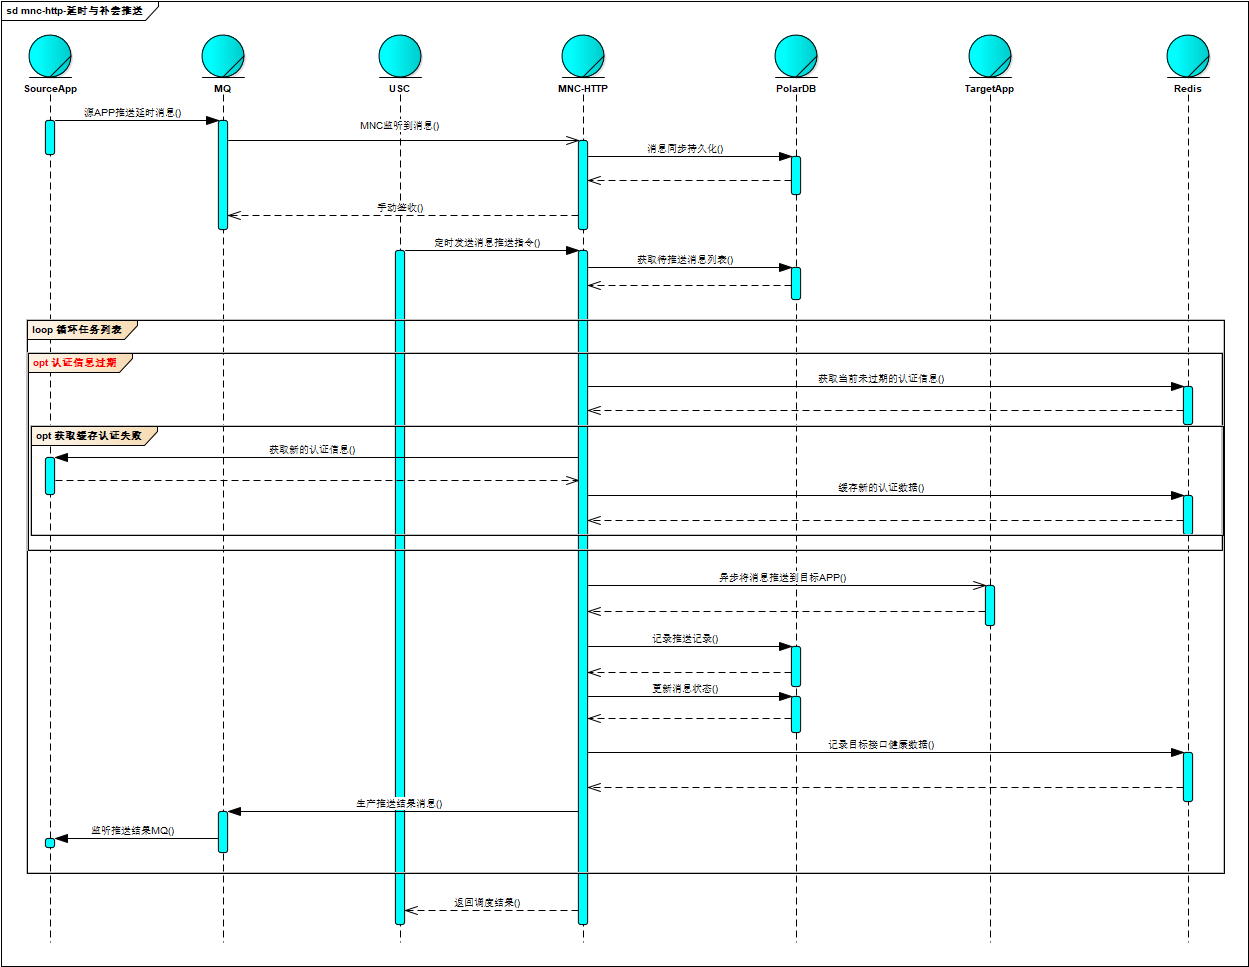 sd mnc-http-延时与补尝推送
SourceApp
MQ
USC
MNC-HTTP
PolarDB
TargetApp
Redis
源APP推送延时消息()
MNC监听到消息()
消息同步持久化()
手动签收()
定时发送消息推送指令()
获取待推送消息列表()
loop 循环任务列表
opt 认证信息过期
获取当前未过期的认证信息()
opt 获取缓存认证失败
获取新的认证信息()
缓存新的认证数据()
异步将消息推送到目标APP()
记录推送记录()
更新消息状态()
记录目标接口健康数据()
生产推送结果消息()
监听推送结果MQ()
返回调度结果()